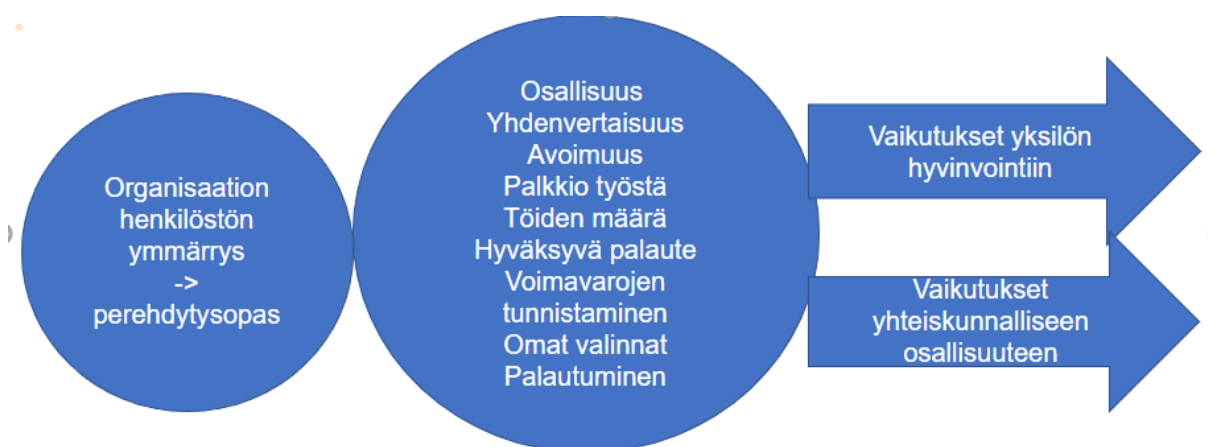 Organisaation
henkilöstön
ymmärrys
->
perehdytysopas
Osallisuus
Yhdenvertaisuus
Avoimuus
Palkkio työstä
Töiden määrä
Hyväksyvä palaute
Voimavarojen
tunnistaminen
Omat valinnat
Palautuminen
Vaikutukset yksilön
hyvinvointiin
Vaikutukset
yhteiskunnalliseen
osallisuuteen